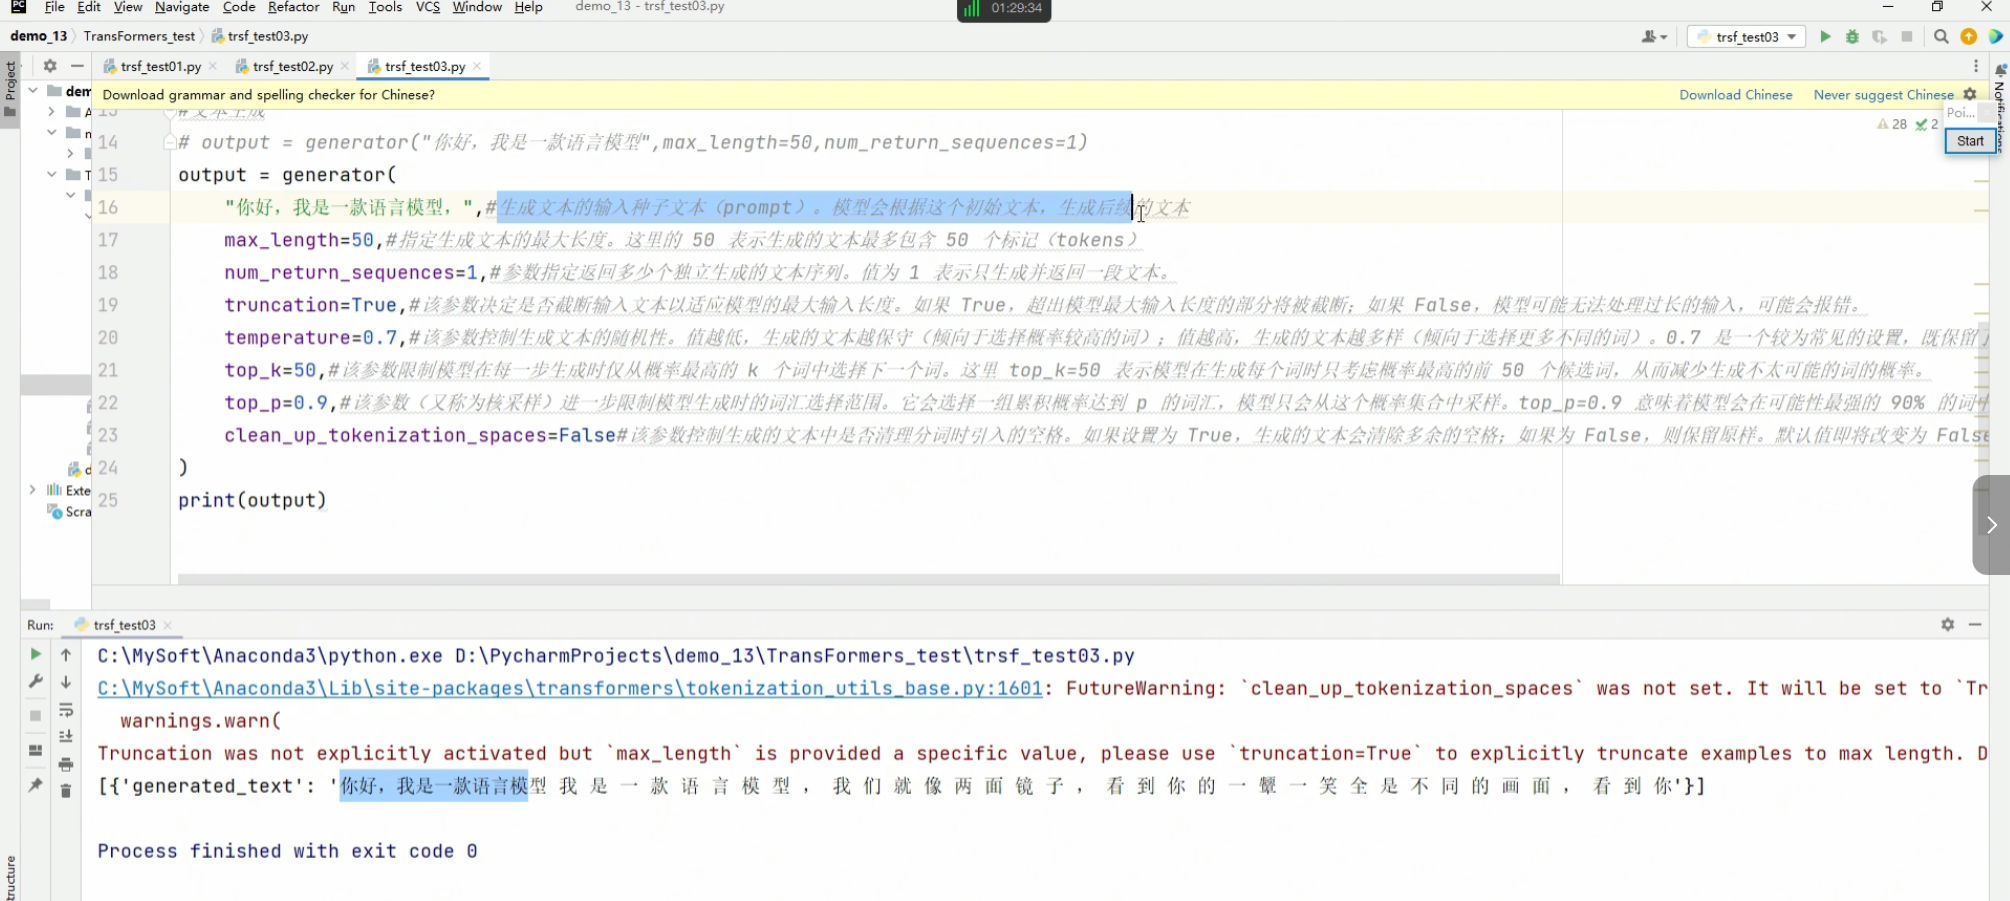 File Edit View Navigate Code Refactor Run Tools VCS Window Help demo_13 - trsf_test03.py 01:29:34
demo_13 TransFormers_test trsf_test03.py trsf_test03
trsf_test01.py trsf_test02.py trsf_test03.py
Project
Download grammar and spelling checker for Chinese? Download Chinese Never suggest Chinese
Notifications
Poi...
Start
28 2
dem
Exte
Scra
#文本生成
14 # output = generator("你好，我是一款语言模型",max_length=50,num_return_sequences=1)
15 output = generator(
16 "你好，我是一款语言模型，",#生成文本的输入种子文本（prompt）。模型会根据这个初始文本，生成后续的文本
17 max_length=50,#指定生成文本的最大长度。这里的 50 表示生成的文本最多包含 50 个标记（tokens）
18 num_return_sequences=1,#参数指定返回多少个独立生成的文本序列。值为 1 表示只生成并返回一段文本。
19 truncation=True,#该参数决定是否截断输入文本以适应模型的最大输入长度。如果 True，超出模型最大输入长度的部分将被截断；如果 False，模型可能无法处理过长的输入，可能会报错。
20 temperature=0.7,#该参数控制生成文本的随机性。值越低，生成的文本越保守（倾向于选择概率较高的词）；值越高，生成的文本越多样（倾向于选择更多不同的词）。0.7 是一个较为常见的设置，既保留了
21 top_k=50,#该参数限制模型在每一步生成时仅从概率最高的 k 个词中选择下一个词。这里 top_k=50 表示模型在生成每个词时只考虑概率最高的前 50 个候选词，从而减少生成不太可能的词的概率。
22 top_p=0.9,#该参数（又称为核采样）进一步限制模型生成时的词汇选择范围。它会选择一组累积概率达到 p 的词汇，模型只会从这个概率集合中采样。top_p=0.9 意味着模型会在可能性最强的 90% 的词中
23 clean_up_tokenization_spaces=False#该参数控制生成的文本中是否清理分词时引入的空格。如果设置为 True，生成的文本会清除多余的空格；如果为 False，则保留原样。默认值即将改变为 False
24 )
25 print(output)
Run: trsf_test03
C:\MySoft\Anaconda3\python.exe D:\PycharmProjects\demo_13\TransFormers_test\trsf_test03.py
C:\MySoft\Anaconda3\Lib\site-packages\transformers\tokenization_utils_base.py:1601: FutureWarning: `clean_up_tokenization_spaces` was not set. It will be set to `Tr
warnings.warn(
Truncation was not explicitly activated but `max_length` is provided a specific value, please use `truncation=True` to explicitly truncate examples to max length. D
[{'generated_text': '你好，我是一款语言模型 我 是 一 款 语 言 模 型 ， 我 们 就 像 两 面 镜 子 ， 看 到 你 的 一 颦 一 笑 全 是 不 同 的 画 面 ， 看 到 你'}]
Process finished with exit code 0
tructure